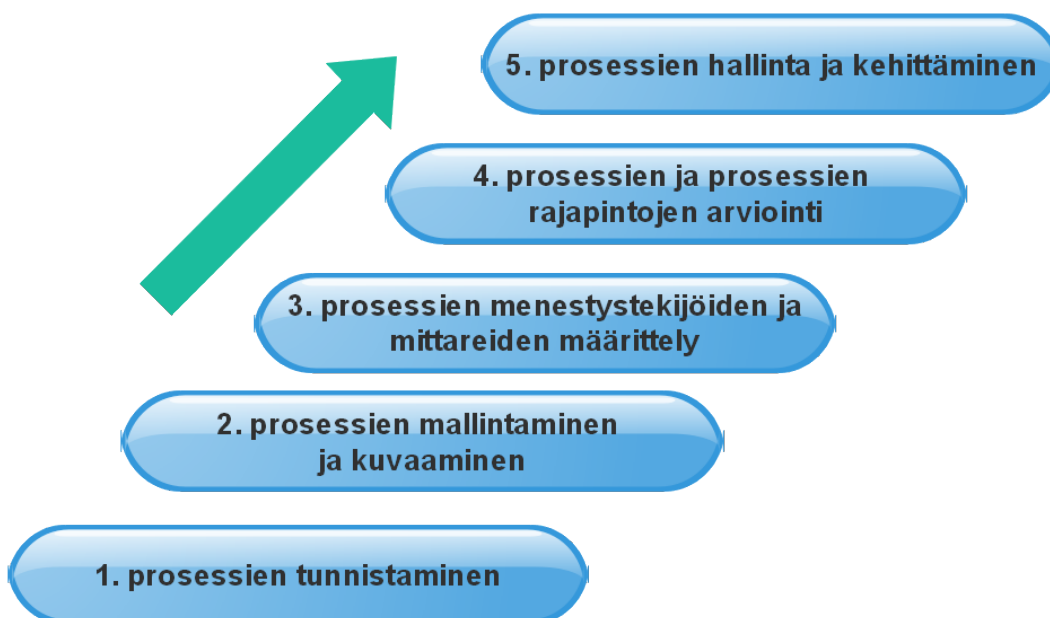 5. prosessien hallinta ja kehittäminen
4. prosessien ja prosessien
rajapintojen arviointi
3. prosessien menestystekijöiden ja
mittareiden määrittely
2. prosessien mallintaminen
ja kuvaaminen
1. prosessien tunnistaminen